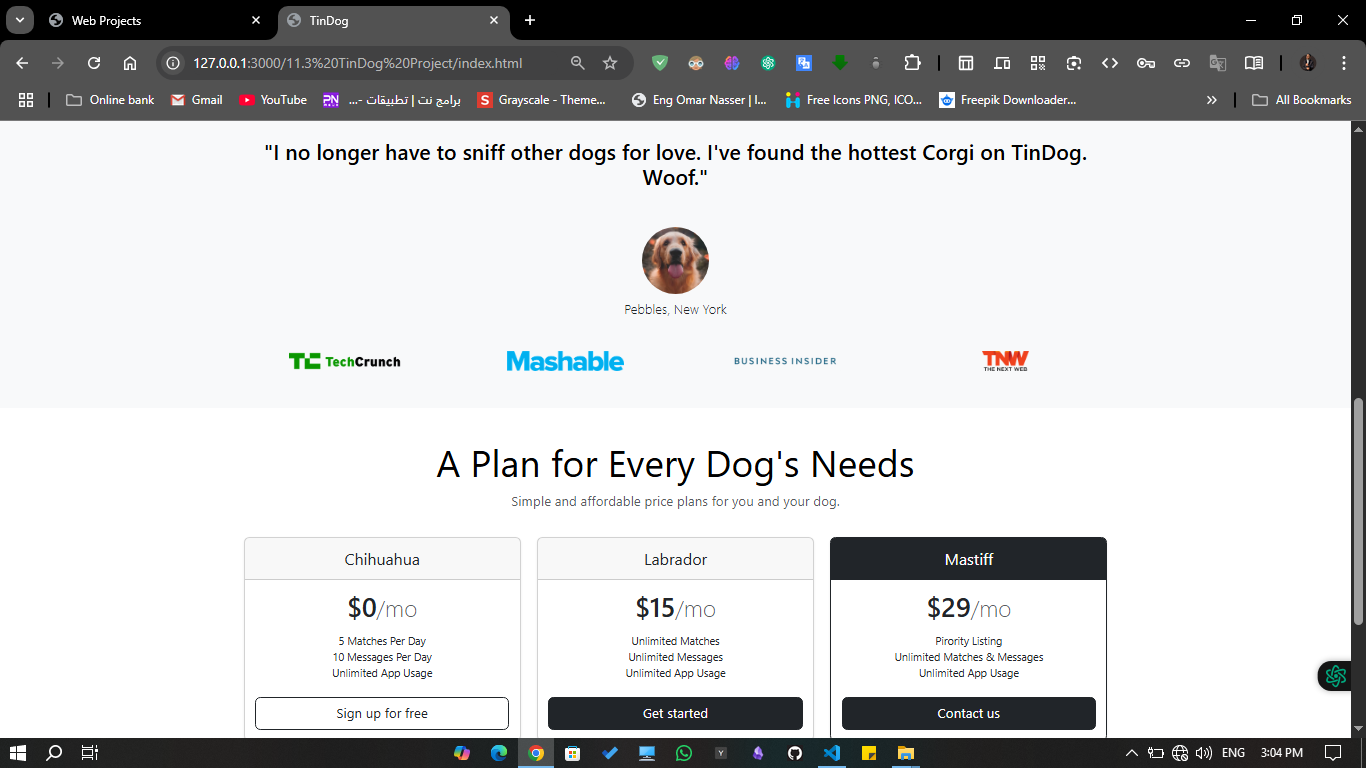 Web Projects
TinDog
127.0.0.1:3000/11.3%20TinDog%20Project/index.html
Online bank
Gmail
YouTube
برامج نت | تطبيقات -...
Grayscale - Theme...
Eng Omar Nasser | I...
Free Icons PNG, ICO...
Freepik Downloader...
All Bookmarks
"I no longer have to sniff other dogs for love. I've found the hottest Corgi on TinDog.
Woof."
Pebbles, New York
TC TechCrunch
Mashable
BUSINESS INSIDER
TNW
THE NEXT WEB
A Plan for Every Dog's Needs
Simple and affordable price plans for you and your dog.
Chihuahua
$0/mo
5 Matches Per Day
10 Messages Per Day
Unlimited App Usage
Sign up for free
Labrador
$15/mo
Unlimited Matches
Unlimited Messages
Unlimited App Usage
Get started
Mastiff
$29/mo
Pirority Listing
Unlimited Matches & Messages
Unlimited App Usage
Contact us
ENG
3:04 PM